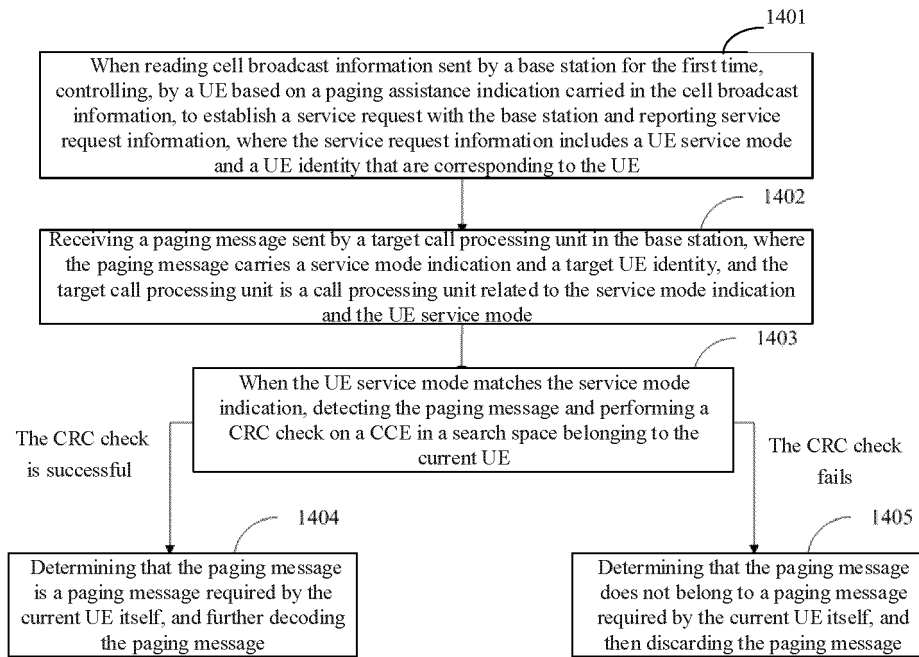 1401
When reading cell broadcast information sent by a base station for the first time,
controlling, by a UE based on a paging assistance indication carried in the cell broadcast
information, to establish a service request with the base station and reporting service
request information, where the service request information includes a UE service mode
and a UE identity that are corresponding to the UE
1402
Receiving a paging message sent by a target call processing unit in the base station, where
the paging message carries a service mode indication and a target UE identity, and the
target call processing unit is a call processing unit related to the service mode indication
and the UE service mode
1403
When the UE service mode matches the service mode
indication, detecting the paging message and performing a
CRC check on a CCE in a search space belonging to the
current UE
The CRC check
is successful
The CRC check
fails
1404
Determining that the paging message
is a paging message required by the
current UE itself, and further decoding
the paging message
1405
Determining that the paging message
does not belong to a paging message
required by the current UE itself, and
then discarding the paging message